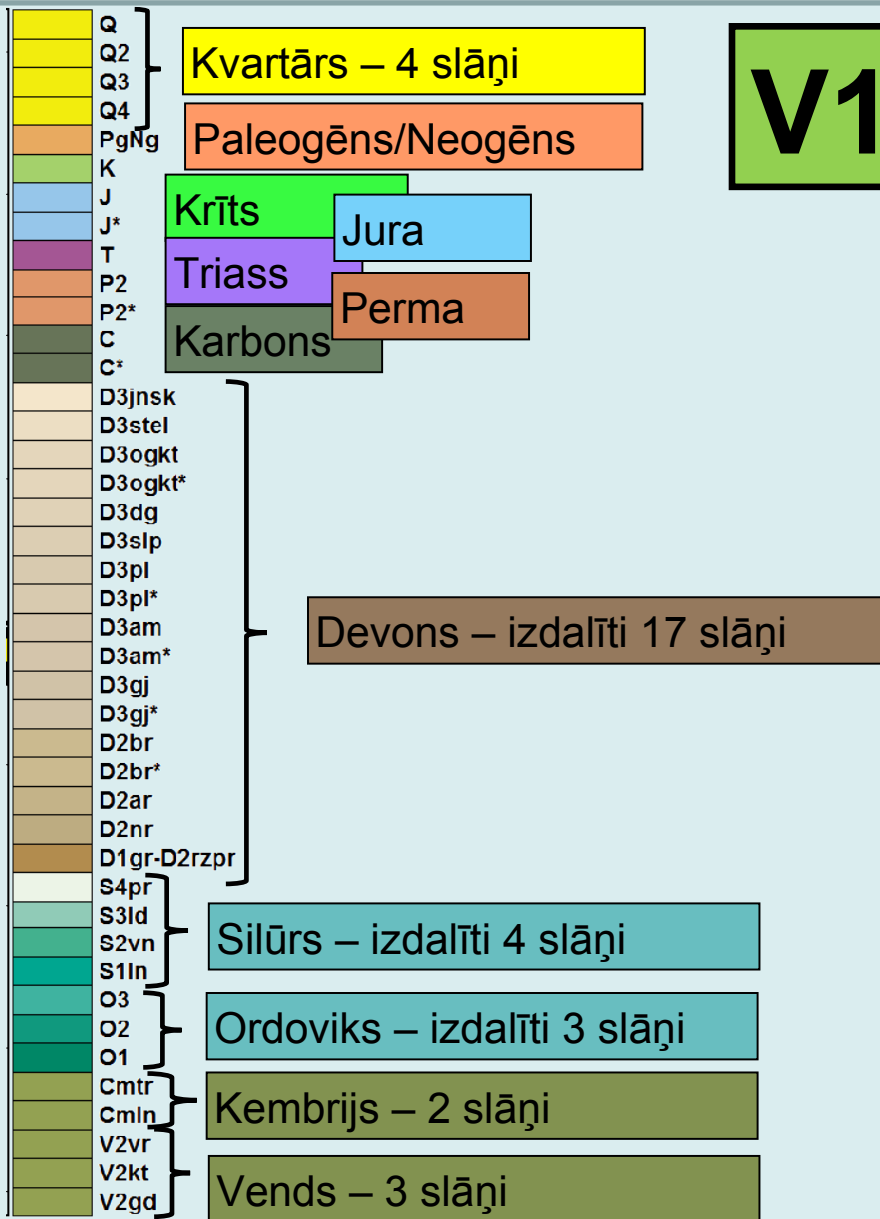 Q
Q2
Q3
Q4
PgNg
K
J
J*
T
P2
P2*
C
C*
D3jnsk
D3stel
D3ogkt
D3ogkt*
D3dg
D3slp
D3pl
D3pl*
D3am
D3am*
D3gj
D3gj*
D2br
D2br*
D2ar
D2nr
D1gr-D2rzpr
S4pr
S3ld
S2vn
S1ln
O3
O2
O1
Cmtr
Cmln
V2vr
V2kt
V2gd
Kvartārs – 4 slāņi
Paleogēns/Neogēns
Krīts
Jura
Triass
Perma
Karbons
Devons – izdalīti 17 slāņi
Silūrs – izdalīti 4 slāņi
Ordoviks – izdalīti 3 slāņi
Kembrijs – 2 slāņi
Vends – 3 slāņi
V1